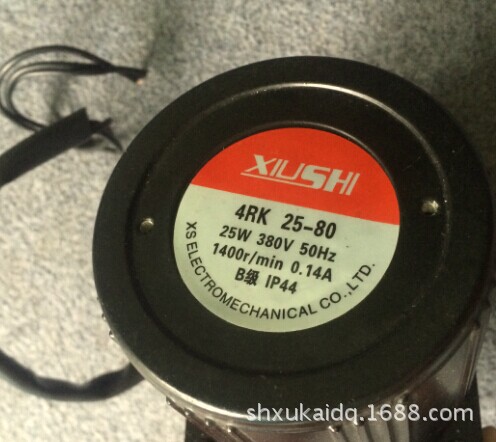 XIUSHI
4RK 25-80
25W 380V 50Hz
1400r/min 0.14A
B级 IP44
XS ELECTROMECHANICAL CO.,LTD.
shxukaidq.1688.com